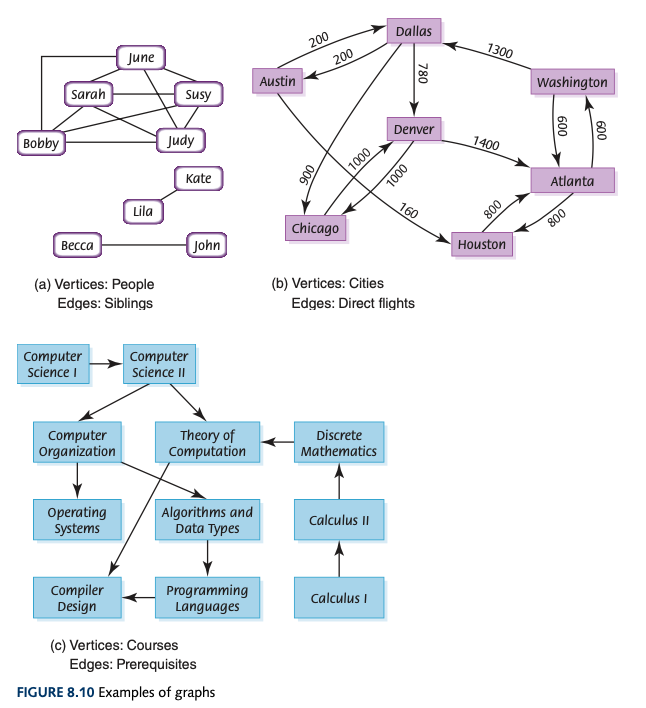 June
Sarah
Susy
Bobby
Judy
Kate
Lila
Becca
John
(a) Vertices: People
Edges: Siblings
Dallas
200
200
1300
Austin
780
Washington
Denver
1400
600
600
900
1000
1000
Atlanta
160
800
800
Chicago
Houston
(b) Vertices: Cities
Edges: Direct flights
Computer
Science I
Computer
Science II
Computer
Organization
Theory of
Computation
Discrete
Mathematics
Operating
Systems
Algorithms and
Data Types
Calculus II
Compiler
Design
Programming
Languages
Calculus I
(c) Vertices: Courses
Edges: Prerequisites
FIGURE 8.10 Examples of graphs